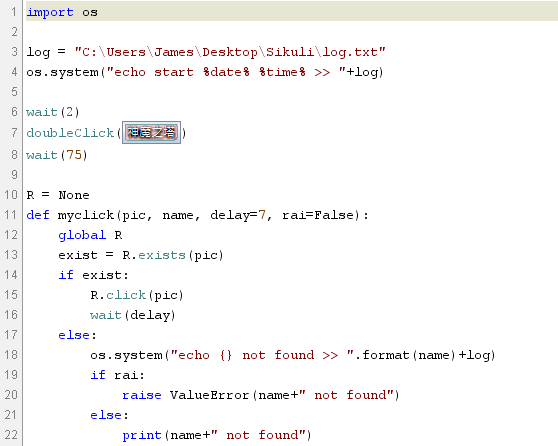 1 import os
2
3 log = "C:\Users\James\Desktop\Sikuli\log.txt"
4 os.system("echo start %date% %time% >> "+log)
5
6 wait(2)
7 doubleClick(神魔之塔)
8 wait(75)
9
10 R = None
11 def myclick(pic, name, delay=7, rai=False):
12 global R
13 exist = R.exists(pic)
14 if exist:
15 R.click(pic)
16 wait(delay)
17 else:
18 os.system("echo {} not found >> ".format(name)+log)
19 if rai:
20 raise ValueError(name+" not found")
21 else:
22 print(name+" not found")